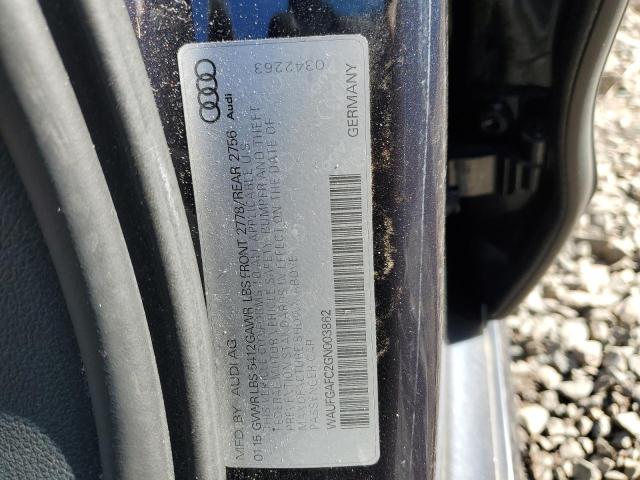 Audi
MFD BY AUDI AG
0115 GVWR LBS 5412 GAWR LBS FRONT 2778/REAR 2756
THIS VEHICLE CONFORMS TO ALL APPLICABLE U.S.
FEDERAL MOTOR VEHICLE SAFETY, BUMPER AND THEFT
PREVENTION STANDARDS IN EFFECT ON THE DATE OF
MANUFACTURE SHOWN ABOVE
PASSENGER CAR
WAUFGAFC2GN003862
GERMANY
0342263